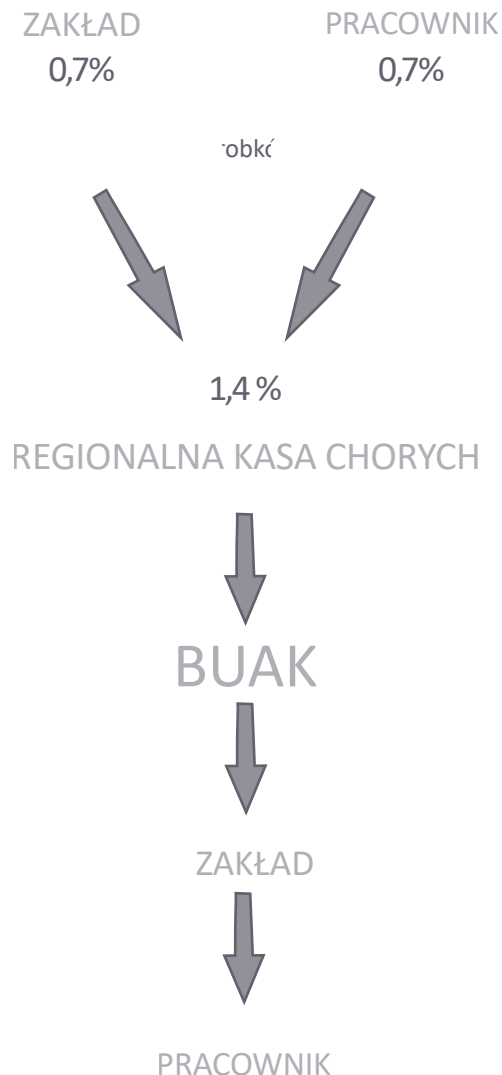 ZAKŁAD PRACOWNIK
0,7% 0,7%
1,4 %
REGIONALNA KASA CHORYCH
BUAK
ZAKŁAD
PRACOWNIK